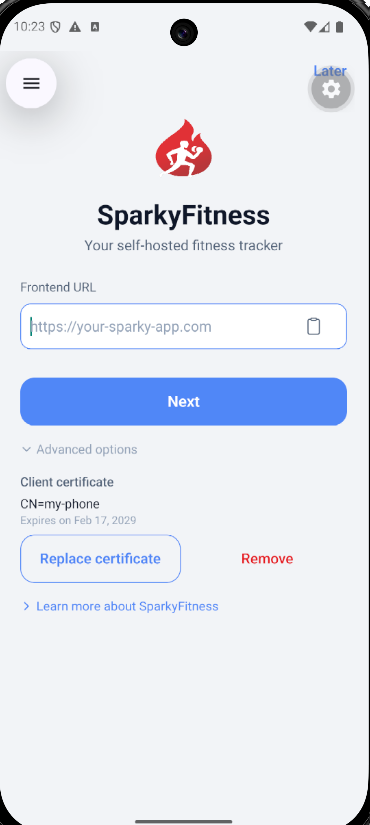 10:23
Later
SparkyFitness
Your self-hosted fitness tracker
Frontend URL
https://your-sparky-app.com
Next
Advanced options
Client certificate
CN=my-phone
Expires on Feb 17, 2029
Replace certificate
Remove
Learn more about SparkyFitness